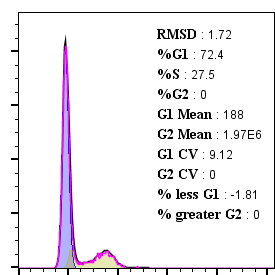 RMSD : 1.72
%G1 : 72.4
%S : 27.5
%G2 : 0
G1 Mean : 188
G2 Mean : 1.97E6
G1 CV : 9.12
G2 CV : 0
% less G1 : -1.81
% greater G2 : 0